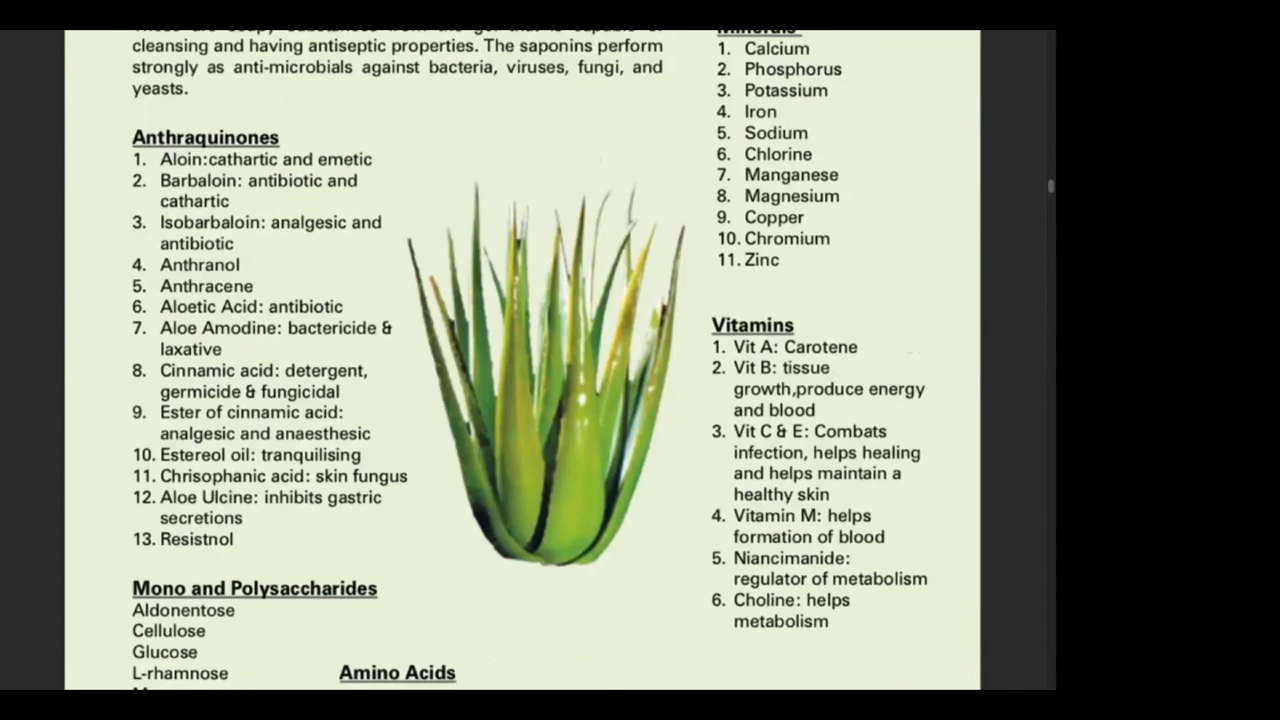 cleansing and having antiseptic properties. The saponins perform
strongly as anti-microbials against bacteria, viruses, fungi, and
yeasts.
Anthraquinones
1. Aloin:cathartic and emetic
2. Barbaloin: antibiotic and
cathartic
3. Isobarbaloin: analgesic and
antibiotic
4. Anthranol
5. Anthracene
6. Aloetic Acid: antibiotic
7. Aloe Amodine: bactericide &
laxative
8. Cinnamic acid: detergent,
germicide & fungicidal
9. Ester of cinnamic acid:
analgesic and anaesthesic
10. Estereol oil: tranquilising
11. Chrisophanic acid: skin fungus
12. Aloe Ulcine: inhibits gastric
secretions
13. Resistnol
Mono and Polysaccharides
Aldonentose
Cellulose
Glucose
L-rhamnose
Amino Acids
Minerals
1. Calcium
2. Phosphorus
3. Potassium
4. Iron
5. Sodium
6. Chlorine
7. Manganese
8. Magnesium
9. Copper
10. Chromium
11. Zinc
Vitamins
1. Vit A: Carotene
2. Vit B: tissue
growth,produce energy
and blood
3. Vit C & E: Combats
infection, helps healing
and helps maintain a
healthy skin
4. Vitamin M: helps
formation of blood
5. Niancimanide:
regulator of metabolism
6. Choline: helps
metabolism